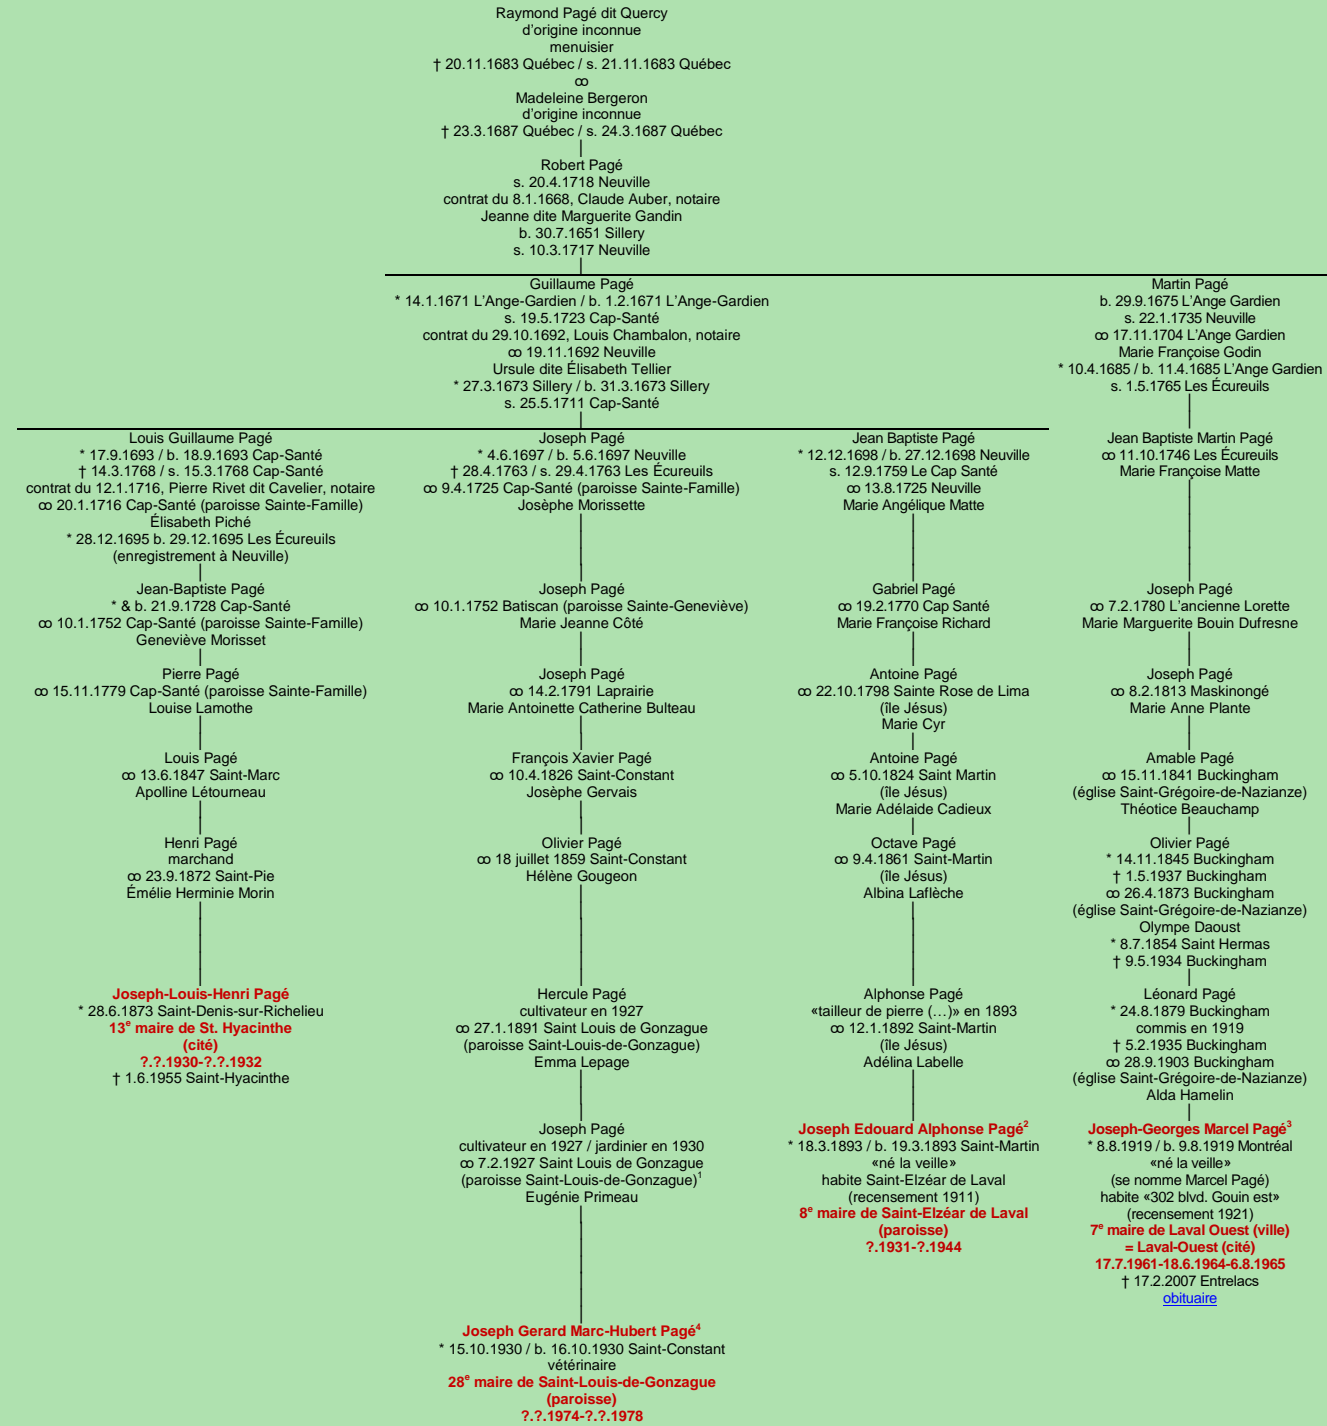 Raymond Pagé dit Quercy
d'origine inconnue
menuisier
† 20.11.1683 Québec / s. 21.11.1683 Québec
∞
Madeleine Bergeron
d'origine inconnue
† 23.3.1687 Québec / s. 24.3.1687 Québec
Robert Pagé
s. 20.4.1718 Neuville
contrat du 8.1.1668, Claude Auber, notaire
Jeanne dite Marguerite Gandin
b. 30.7.1651 Sillery
s. 10.3.1717 Neuville
Guillaume Pagé
* 14.1.1671 L'Ange-Gardien / b. 1.2.1671 L'Ange-Gardien
s. 19.5.1723 Cap-Santé
contrat du 29.10.1692, Louis Chambalon, notaire
∞ 19.11.1692 Neuville
Ursule dite Élisabeth Tellier
* 27.3.1673 Sillery / b. 31.3.1673 Sillery
s. 25.5.1711 Cap-Santé
Martin Pagé
b. 29.9.1675 L'Ange Gardien
s. 22.1.1735 Neuville
∞ 17.11.1704 L'Ange Gardien
Marie Françoise Godin
* 10.4.1685 / b. 11.4.1685 L'Ange Gardien
s. 1.5.1765 Les Écureuils
Louis Guillaume Pagé
* 17.9.1693 / b. 18.9.1693 Cap-Santé
† 14.3.1768 / s. 15.3.1768 Cap-Santé
contrat du 12.1.1716, Pierre Rivet dit Cavelier, notaire
∞ 20.1.1716 Cap-Santé (paroisse Sainte-Famille)
Élisabeth Piché
* 28.12.1695 b. 29.12.1695 Les Écureuils
(enregistrement à Neuville)
Jean-Baptiste Pagé
* & b. 21.9.1728 Cap-Santé
∞ 10.1.1752 Cap-Santé (paroisse Sainte-Famille)
Geneviève Morisset
Pierre Pagé
∞ 15.11.1779 Cap-Santé (paroisse Sainte-Famille)
Louise Lamothe
Louis Pagé
∞ 13.6.1847 Saint-Marc
Apolline Létourneau
Henri Pagé
marchand
∞ 23.9.1872 Saint-Pie
Émélie Herminie Morin
Joseph-Louis-Henri Pagé
* 28.6.1873 Saint-Denis-sur-Richelieu
13e maire de St. Hyacinthe
(cité)
?.?.1930-?.?.1932
† 1.6.1955 Saint-Hyacinthe
Joseph Pagé
* 4.6.1697 / b. 5.6.1697 Neuville
† 28.4.1763 / s. 29.4.1763 Les Écureuils
∞ 9.4.1725 Cap-Santé (paroisse Sainte-Famille)
Josèphe Morissette
Joseph Pagé
∞ 10.1.1752 Batiscan (paroisse Sainte-Geneviève)
Marie Jeanne Côté
Joseph Pagé
∞ 14.2.1791 Laprairie
Marie Antoinette Catherine Bulteau
François Xavier Pagé
∞ 10.4.1826 Saint-Constant
Josèphe Gervais
Olivier Pagé
∞ 18 juillet 1859 Saint-Constant
Hélène Gougeon
Hercule Pagé
cultivateur en 1927
∞ 27.1.1891 Saint Louis de Gonzague
(paroisse Saint-Louis-de-Gonzague)
Emma Lepage
Joseph Pagé
cultivateur en 1927 / jardinier en 1930
∞ 7.2.1927 Saint Louis de Gonzague
(paroisse Saint-Louis-de-Gonzague)1
Eugénie Primeau
Joseph Gerard Marc-Hubert Pagé4
* 15.10.1930 / b. 16.10.1930 Saint-Constant
vétérinaire
28e maire de Saint-Louis-de-Gonzague
(paroisse)
?.?.1974-?.?.1978
Jean Baptiste Pagé
* 12.12.1698 / b. 27.12.1698 Neuville
s. 12.9.1759 Le Cap Santé
∞ 13.8.1725 Neuville
Marie Angélique Matte
Gabriel Pagé
∞ 19.2.1770 Cap Santé
Marie Françoise Richard
Antoine Pagé
∞ 22.10.1798 Sainte Rose de Lima
(île Jésus)
Marie Cyr
Antoine Pagé
∞ 5.10.1824 Saint Martin
(île Jésus)
Marie Adélaide Cadieux
Octave Pagé
∞ 9.4.1861 Saint-Martin
(île Jésus)
Albina Laflèche
Alphonse Pagé
«tailleur de pierre (...)» en 1893
∞ 12.1.1892 Saint-Martin
(île Jésus)
Adélina Labelle
Joseph Edouard Alphonse Pagé2
* 18.3.1893 / b. 19.3.1893 Saint-Martin
«né la veille»
habite Saint-Elzéar de Laval
(recensement 1911)
8e maire de Saint-Elzéar de Laval
(paroisse)
?.1931-?.1944
Jean Baptiste Martin Pagé
∞ 11.10.1746 Les Écureuils
Marie Françoise Matte
Joseph Pagé
∞ 7.2.1780 L'ancienne Lorette
Marie Marguerite Bouin Dufresne
Joseph Pagé
∞ 8.2.1813 Maskinongé
Marie Anne Plante
Amable Pagé
∞ 15.11.1841 Buckingham
(église Saint-Grégoire-de-Nazianze)
Théotice Beauchamp
Olivier Pagé
* 14.11.1845 Buckingham
† 1.5.1937 Buckingham
∞ 26.4.1873 Buckingham
(église Saint-Grégoire-de-Nazianze)
Olympe Daoust
* 8.7.1854 Saint Hermas
† 9.5.1934 Buckingham
Léonard Pagé
* 24.8.1879 Buckingham
commis en 1919
† 5.2.1935 Buckingham
∞ 28.9.1903 Buckingham
(église Saint-Grégoire-de-Nazianze)
Alda Hamelin
Joseph-Georges Marcel Pagé3
* 8.8.1919 / b. 9.8.1919 Montréal
«né la veille»
(se nomme Marcel Pagé)
habite «302 blvd. Gouin est»
(recensement 1921)
7e maire de Laval Ouest (ville)
= Laval-Ouest (cité)
17.7.1961-18.6.1964-6.8.1965
† 17.2.2007 Entrelacs
obituaire